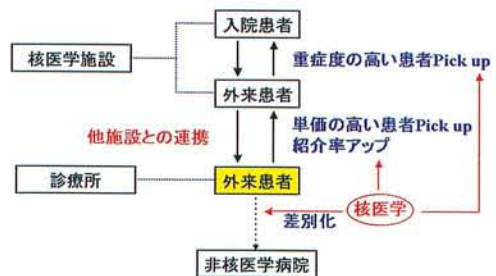 入院患者
核医学施設
重症度の高い患者Pick up
外来患者
他施設との連携
単価の高い患者Pick up
紹介率アップ
診療所
外来患者
核医学
差別化
非核医学病院